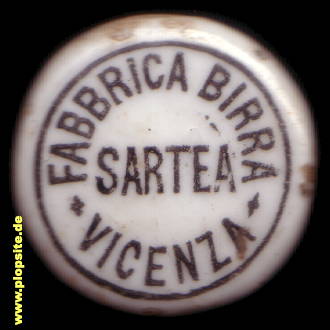 FABBRICA BIRRA
SARTEA
* VICENZA *
www.plopsite.de